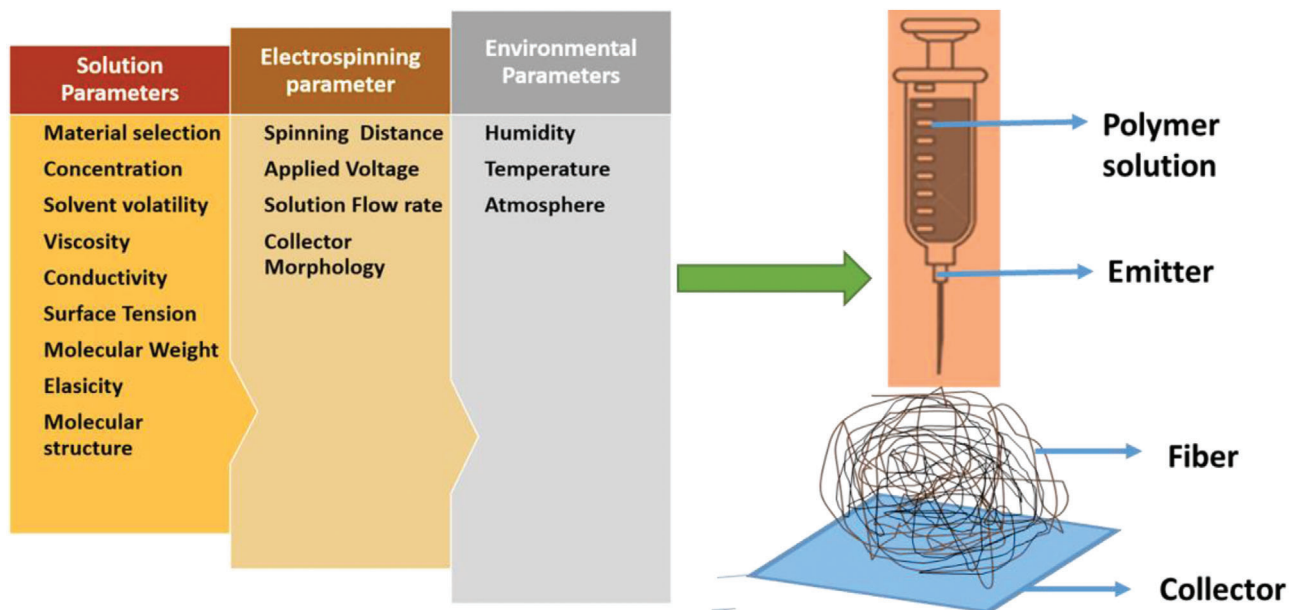 Solution
Parameters
Material selection
Concentration
Solvent volatility
Viscosity
Conductivity
Surface Tension
Molecular Weight
Elasicity
Molecular
structure
Electrospinning
parameter
Spinning Distance
Applied Voltage
Solution Flow rate
Collector
Morphology
Environmental
Parameters
Humidity
Temperature
Atmosphere
Polymer
solution
Emitter
Fiber
Collector